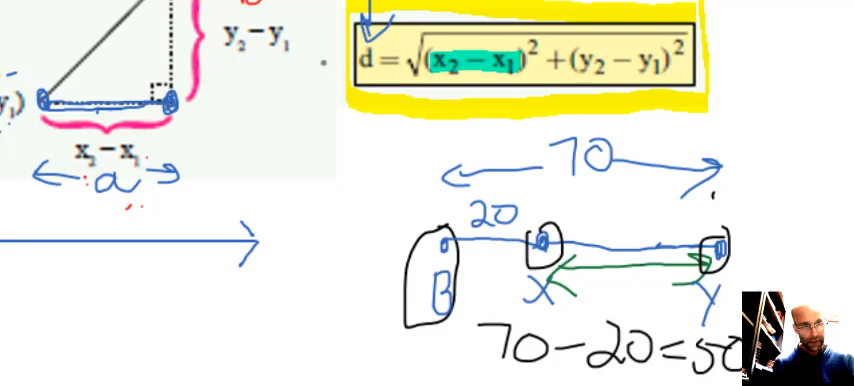 y₂ − y₁
d = √(x₂ − x₁)² + (y₂ − y₁)²
y₁)
x₂ − x₁
a
70
20
B X Y
70-20=50